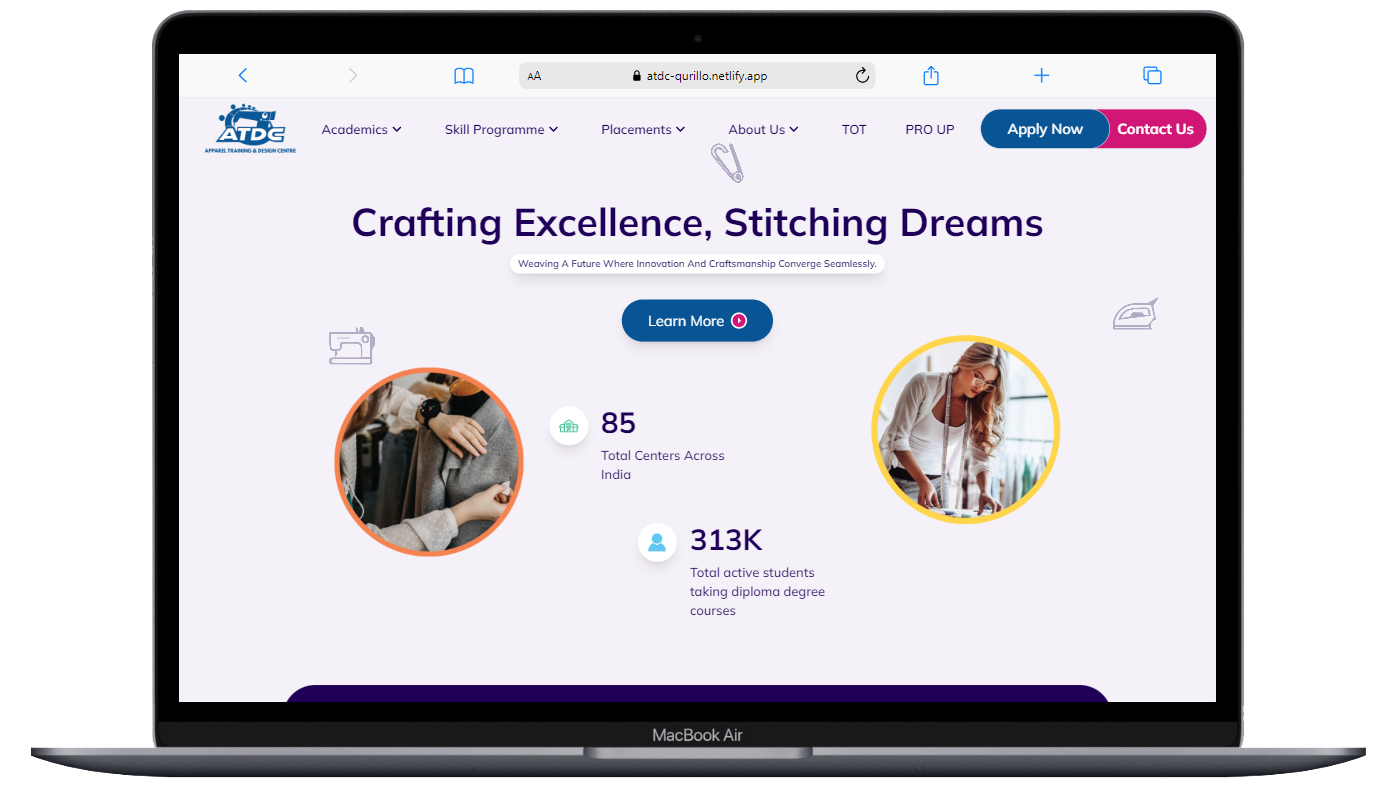 AA
atdc-qurillo.netlify.app
ATDC
APPAREL TRAINING & DESIGN CENTRE
Academics
Skill Programme
Placements
About Us
TOT
PRO UP
Apply Now
Contact Us
Crafting Excellence, Stitching Dreams
Weaving A Future Where Innovation And Craftsmanship Converge Seamlessly.
Learn More
85
Total Centers Across
India
313K
Total active students
taking diploma degree
courses
MacBook Air